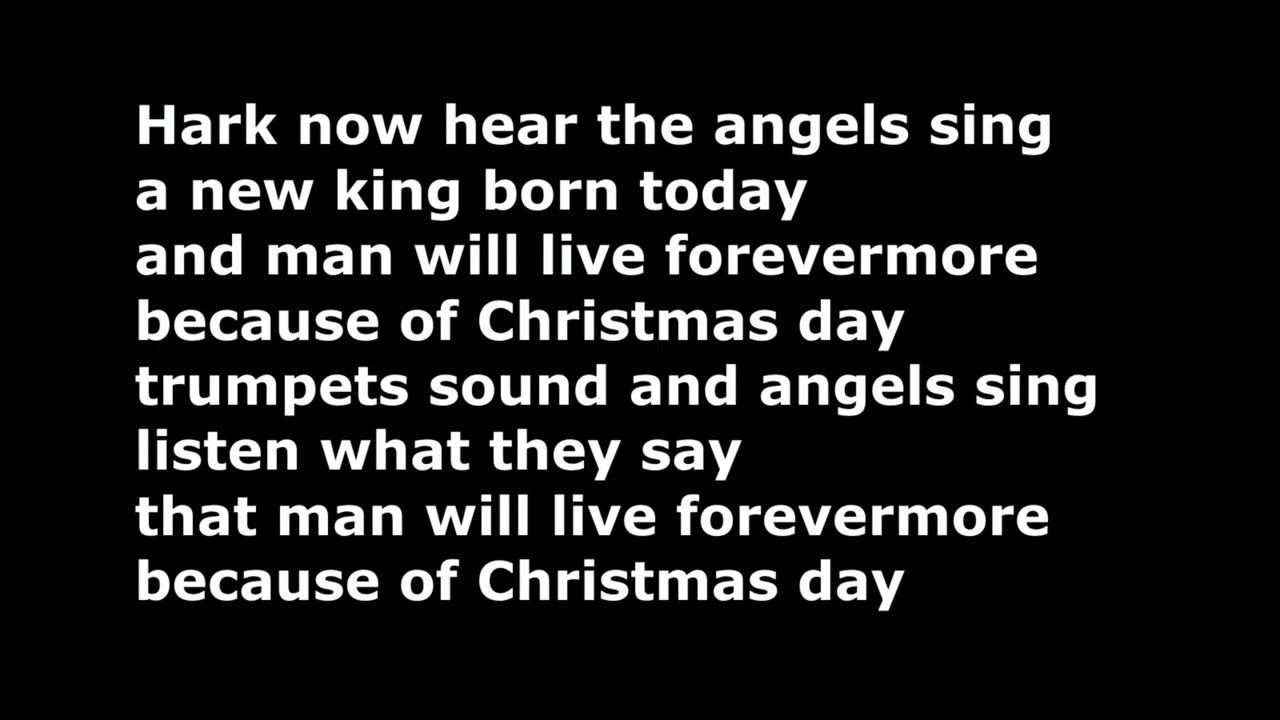 Hark now hear the angels sing
a new king born today
and man will live forevermore
because of Christmas day
trumpets sound and angels sing
listen what they say
that man will live forevermore
because of Christmas day